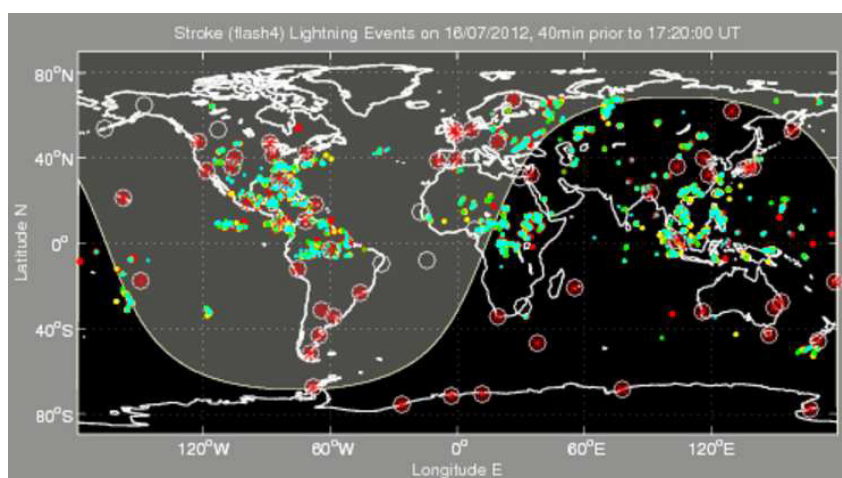 Stroke (flash4) Lightning Events on 16/07/2012, 40min prior to 17:20:00 UT
80°N
40°N
0°
40°S
80°S
Latitude N
120°W
60°W
0°
60°E
120°E
Longitude E